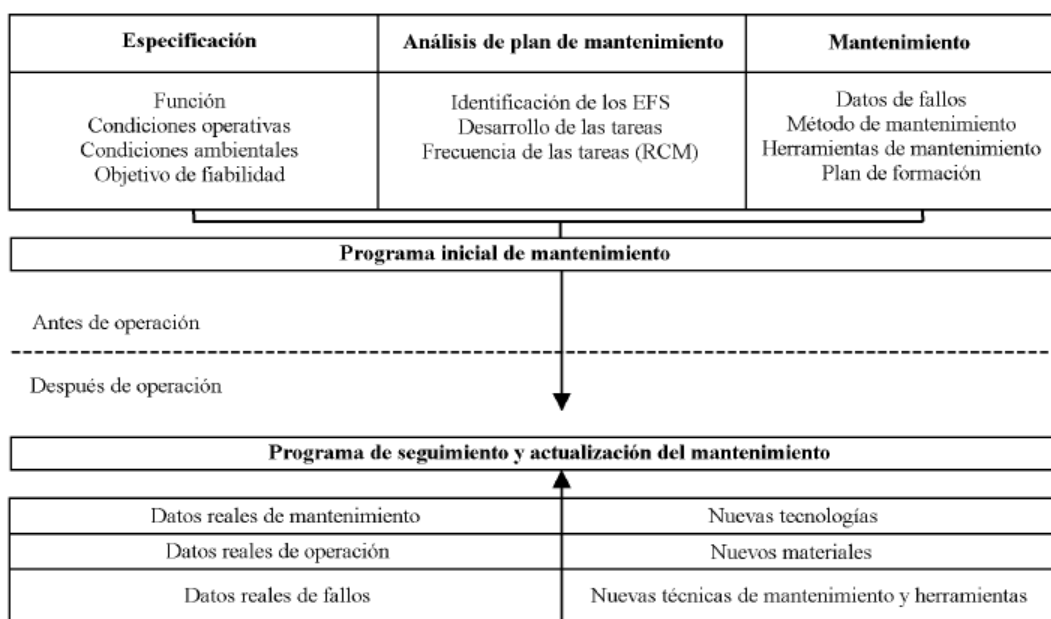 Especificación
Análisis de plan de mantenimiento
Mantenimiento
Función
Condiciones operativas
Condiciones ambientales
Objetivo de fiabilidad
Identificación de los EFS
Desarrollo de las tareas
Frecuencia de las tareas (RCM)
Datos de fallos
Método de mantenimiento
Herramientas de mantenimiento
Plan de formación
Programa inicial de mantenimiento
Antes de operación
Después de operación
Programa de seguimiento y actualización del mantenimiento
Datos reales de mantenimiento
Nuevas tecnologías
Datos reales de operación
Nuevos materiales
Datos reales de fallos
Nuevas técnicas de mantenimiento y herramientas